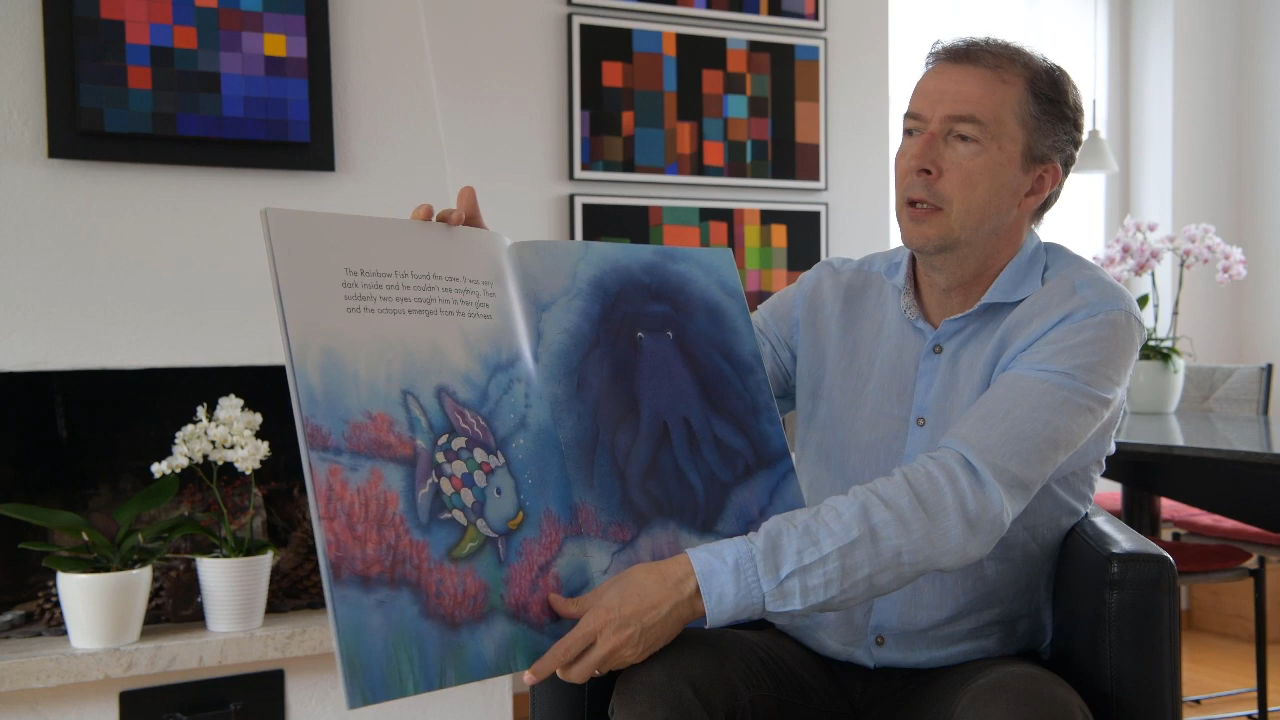 The Rainbow Fish found the cave. It was very
dark inside and he couldn't see anything. Then
suddenly two eyes caught him in their glare
and the octopus emerged from the darkness